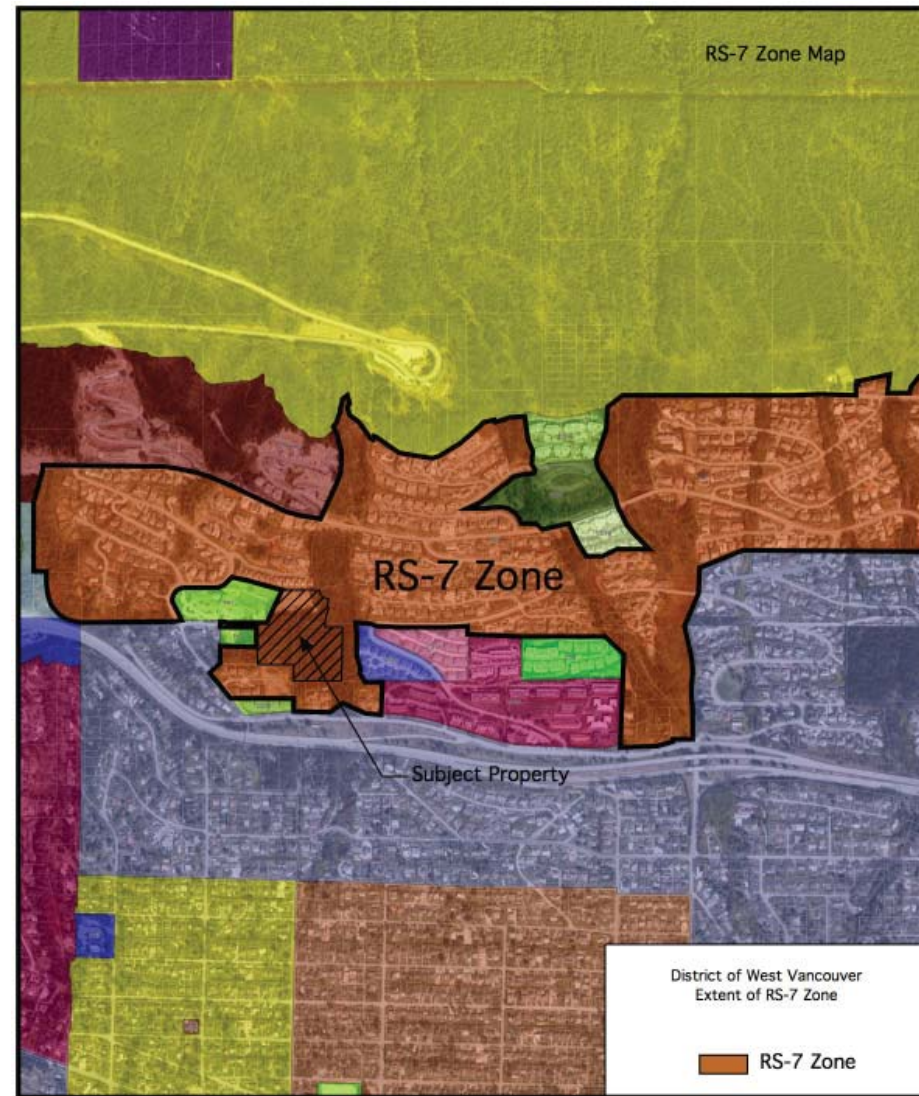 RS-7 Zone Map
RS-7 Zone
Subject Property
District of West Vancouver
Extent of RS-7 Zone
RS-7 Zone